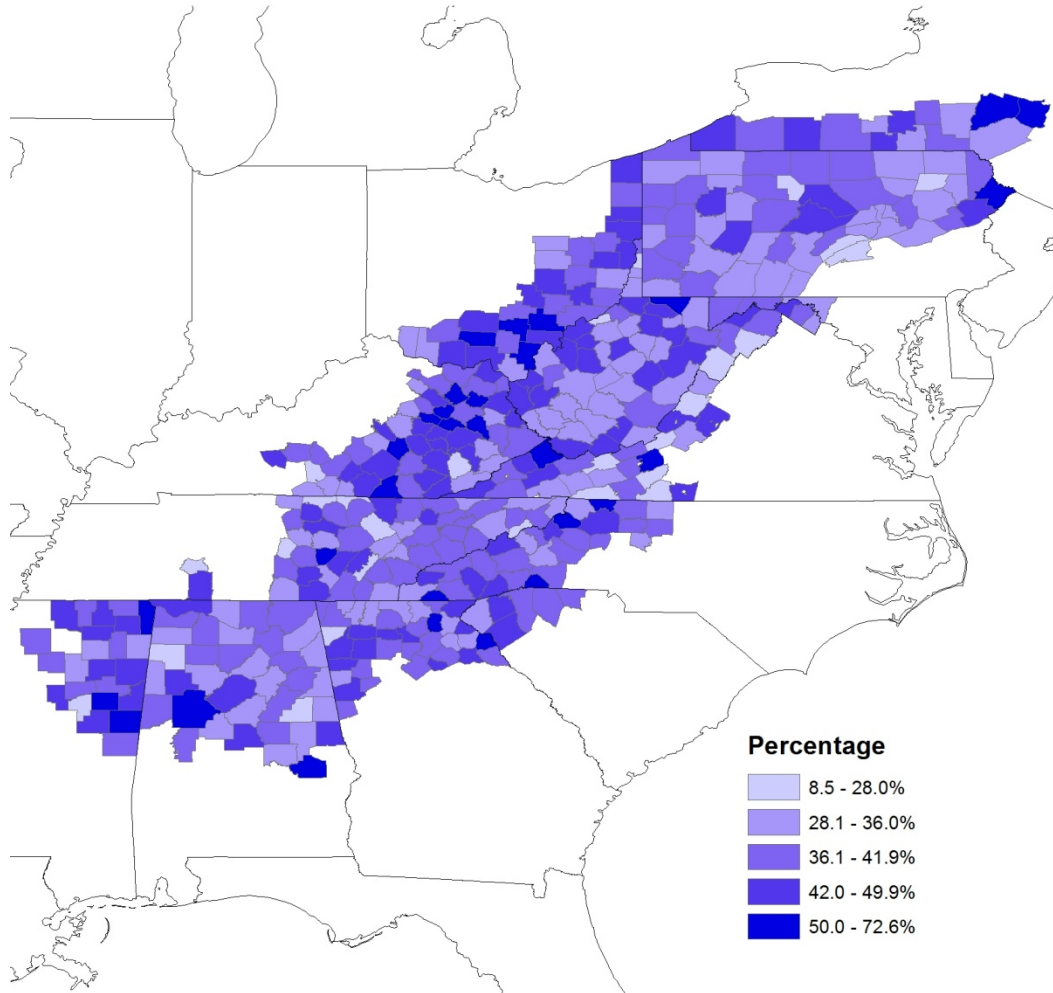 Percentage
8.5 - 28.0%
28.1 - 36.0%
36.1 - 41.9%
42.0 - 49.9%
50.0 - 72.6%